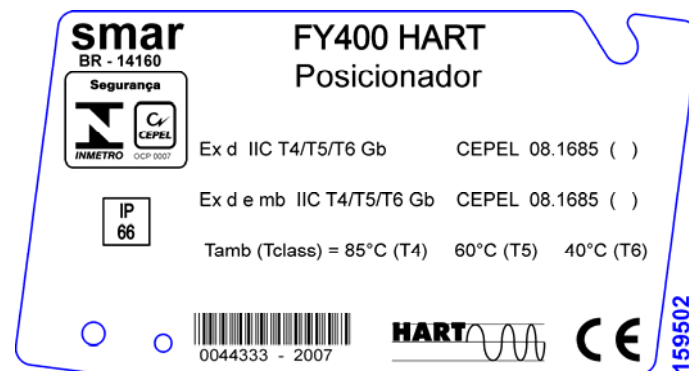 smar
BR - 14160
FY400 HART
Posicionador
Segurança
INMETRO
CEPEL
OCP 0007
Ex d IIC T4/T5/T6 Gb CEPEL 08.1685 ( )
Ex d e mb IIC T4/T5/T6 Gb CEPEL 08.1685 ( )
IP
66
Tamb (Tclass) = 85°C (T4) 60°C (T5) 40°C (T6)
0044333 - 2007
HART
CE
159502